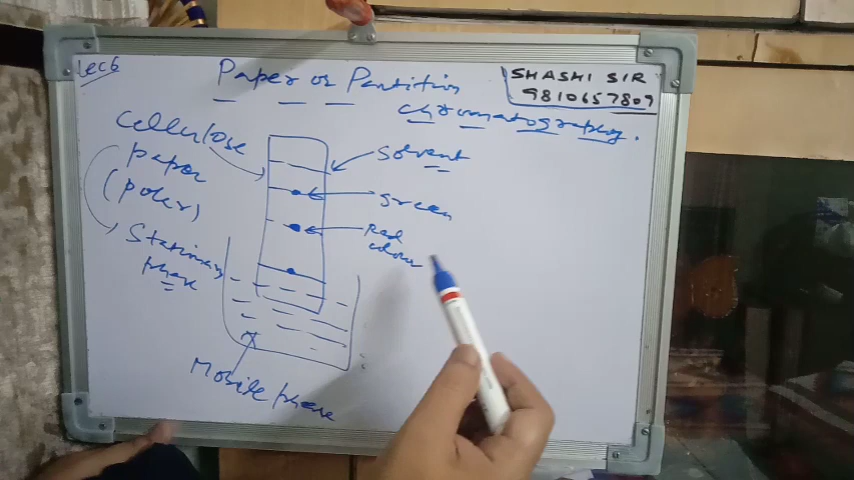 Lec6
Paper or Partition
chromatography.
SHASHI SIR
9810657809
Cellulose
paper
(polar)
Stationary
phase
solvent
green
Red
colour
Mobile phase